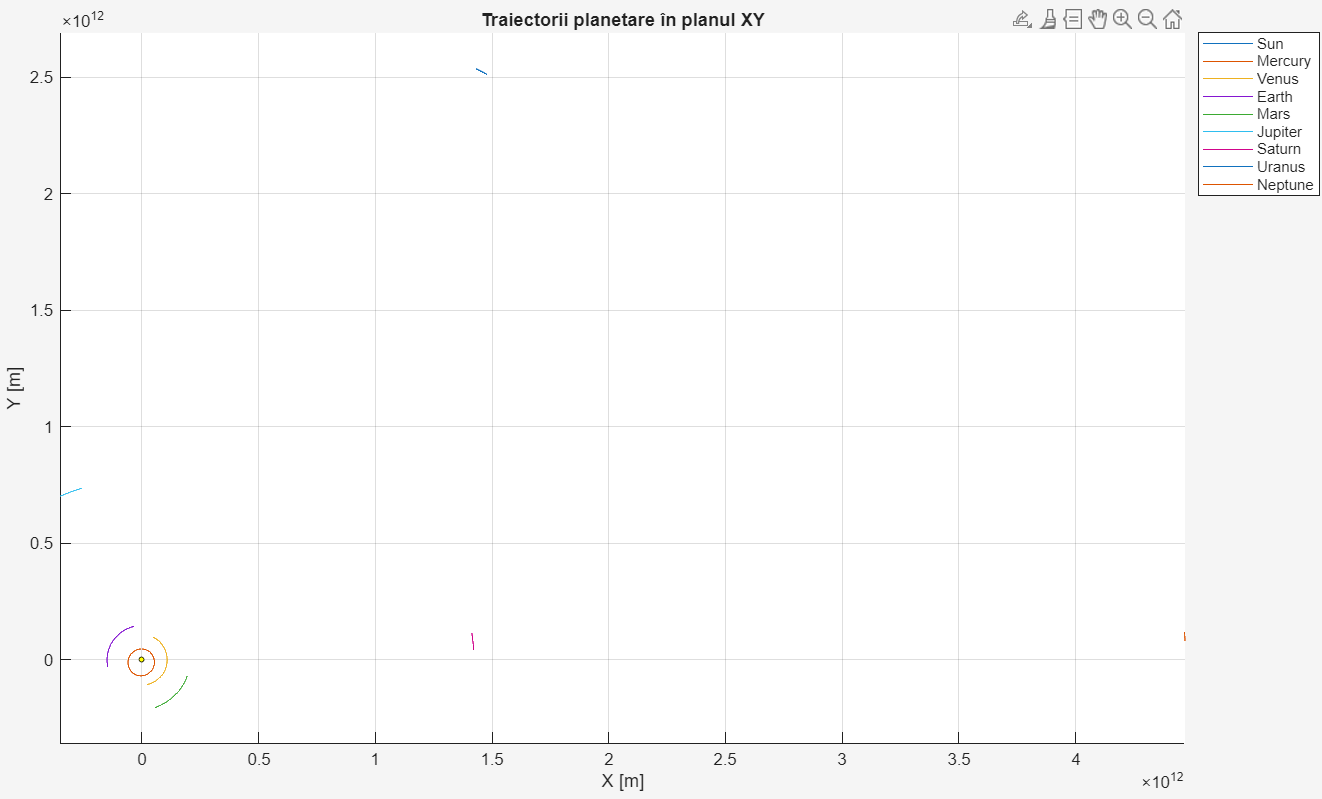 Traiectorii planetare în planul XY
×10¹²
2.5
2
1.5
1
0.5
0
Y [m]
0 0.5 1 1.5 2 2.5 3 3.5 4
X [m]
×10¹²
Sun
Mercury
Venus
Earth
Mars
Jupiter
Saturn
Uranus
Neptune